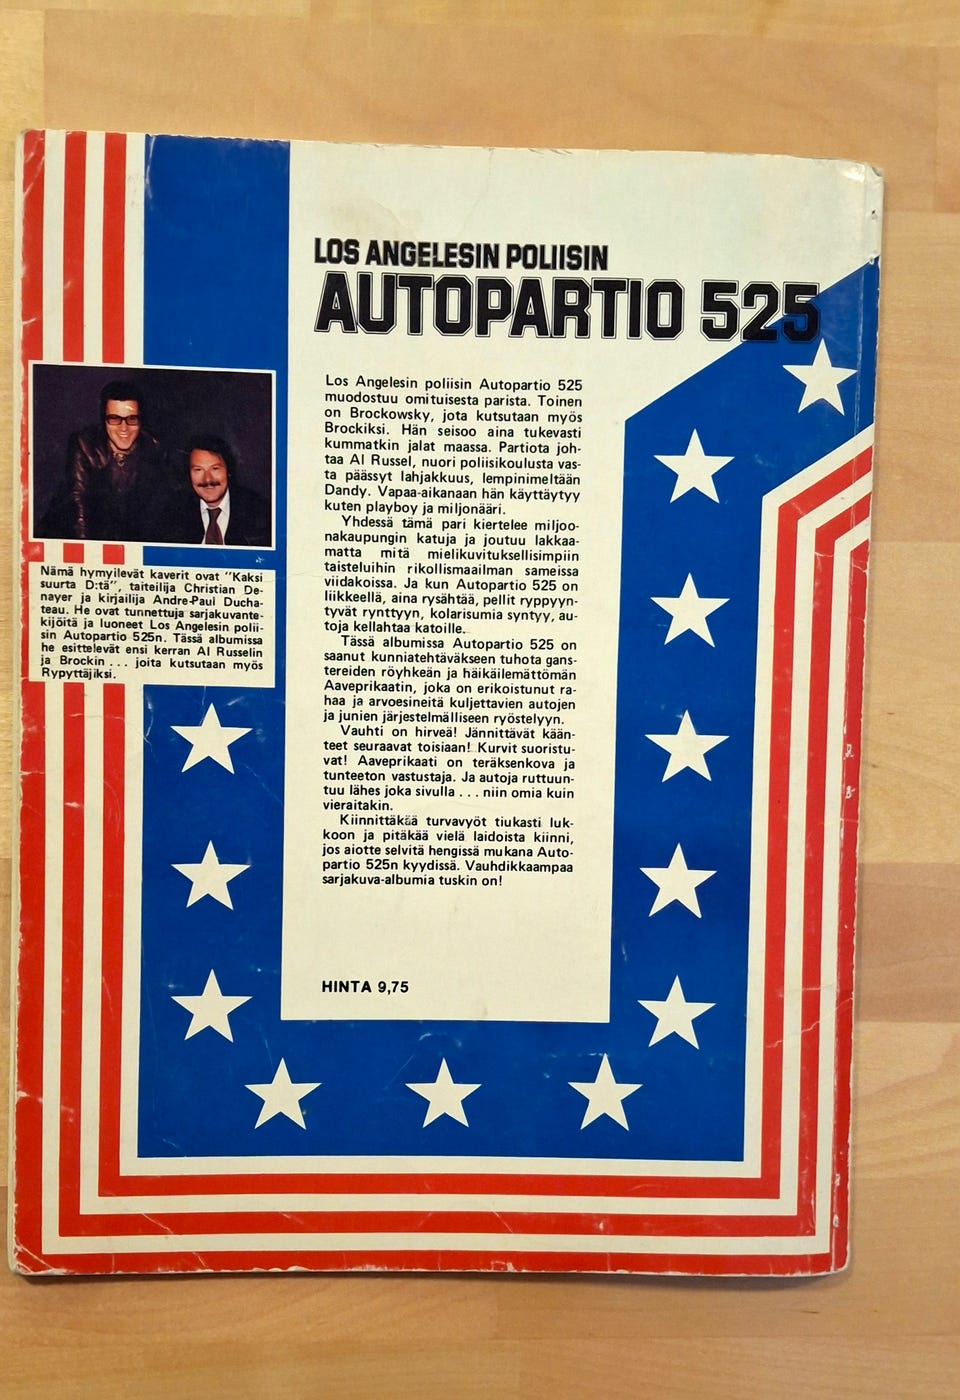 LOS ANGELESIN POLIISIN
AUTOPARTIO 525
Los Angelesin poliisin Autopartio 525
muodostuu omituisesta parista. Toinen
on Brockowsky, jota kutsutaan myös
Brockiksi. Hän seisoo aina tukevasti
kummatkin jalat maassa. Partiota joh-
taa Al Russel, nuori poliisikoulusta vas-
ta päässyt lahjakkuus, lempinimeltään
Dandy. Vapaa-aikanaan hän käyttäytyy
kuten playboy ja miljonääri.
Yhdessä tämä pari kiertelee miljoo-
nakaupungin katuja ja joutuu lakkaa-
matta mitä mielikuvituksellisimpiin
taisteluihin rikollismaailman sameissa
viidakoissa. Ja kun Autopartio 525 on
liikkeellä, aina rysähtää, pellit ryppyyn-
tyvät rynttyyn, kolarisumia syntyy, au-
toja kellahtaa katoille.
Tässä albumissa Autopartio 525 on
saanut kunniatehtäväkseen tuhota gans-
tereiden röyhkeän ja häikäilemättömän
Aaveprikaatin, joka on erikoistunut ra-
haa ja arvoesineitä kuljettavien autojen
ja junien järjestelmälliseen ryöstelyyn.
Vauhti on hirveä! Jännittävät kään-
teet seuraavat toisiaan! Kurvit suoristu-
vat! Aaveprikaati on teräksenkova ja
tunteeton vastustaja. Ja autoja ruttuun-
tuu lähes joka sivulla . . . niin omia kuin
vieraitakin.
Kiinnittäkää turvavyöt tiukasti luk-
koon ja pitäkää vielä laidoista kiinni,
jos aiotte selvitä hengissä mukana Auto-
partio 525n kyydissä. Vauhdikkaampaa
sarjakuva-albumia tuskin on!
HINTA 9,75
Nämä hymyilevät kaverit ovat "Kaksi
suurta D:tä", taiteilija Christian De-
nayer ja kirjailija Andre-Paul Ducha-
teau. He ovat tunnettuja sarjakuvante-
kijöitä ja luoneet Los Angelesin polii-
sin Autopartio 525n. Tässä albumissa
he esittelevät ensi kerran Al Russelin
ja Brockin . . . joita kutsutaan myös
Rypyttäjiksi.